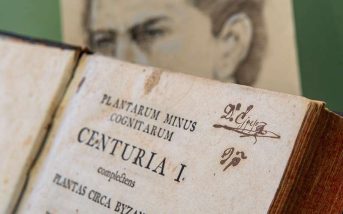 PLANTARUM MINUS
COGNITARUM
CENTURIA I.
complectens
PLANTAS CIRCA BYZAN